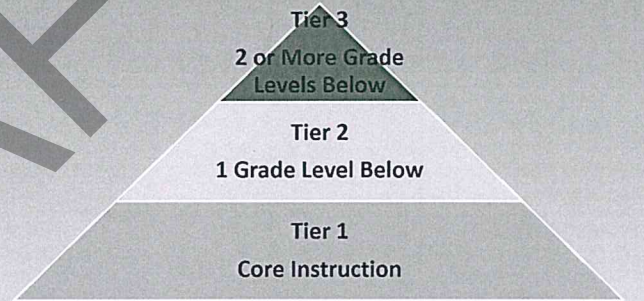 Tier 3
2 or More Grade
Levels Below
Tier 2
1 Grade Level Below
Tier 1
Core Instruction